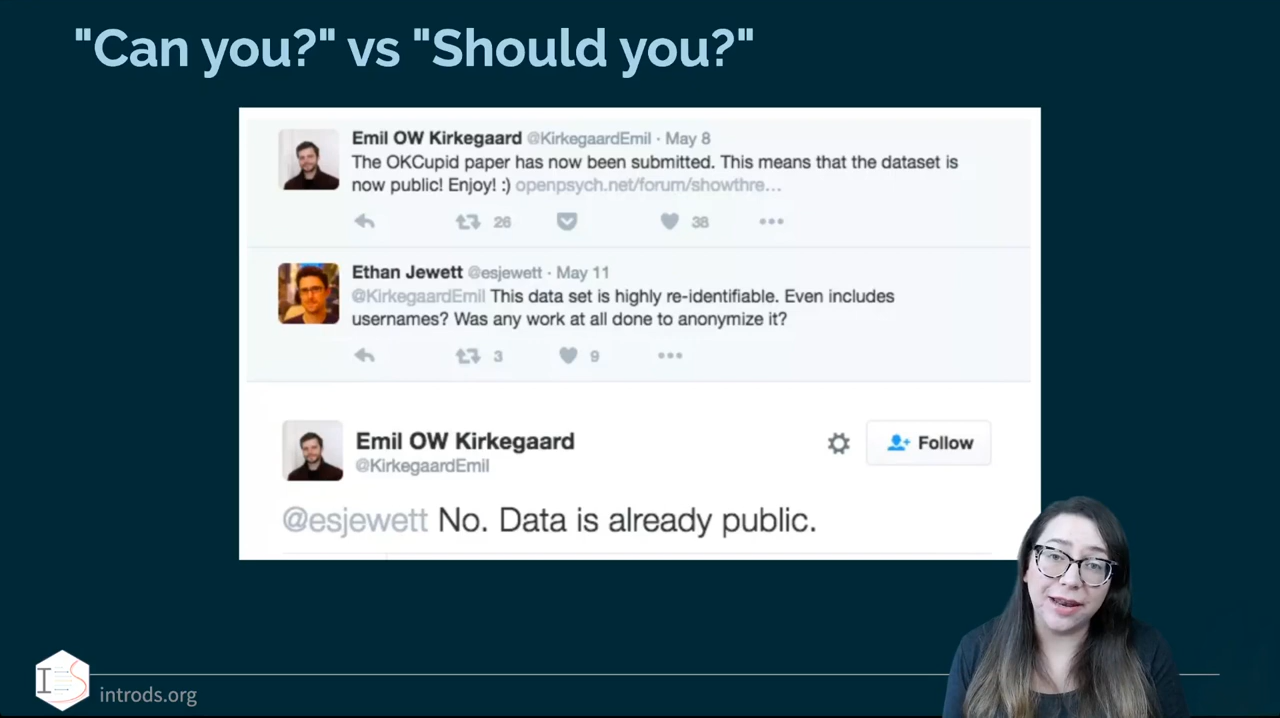 "Can you?" vs "Should you?"
Emil OW Kirkegaard @KirkegaardEmil · May 8
The OKCupid paper has now been submitted. This means that the dataset is
now public! Enjoy! :) openpsych.net/forum/showthre...
26 38
Ethan Jewett @esjewett · May 11
@KirkegaardEmil This data set is highly re-identifiable. Even includes
usernames? Was any work at all done to anonymize it?
3 9
Emil OW Kirkegaard
Follow
@KirkegaardEmil
@esjewett No. Data is already public.
introds.org